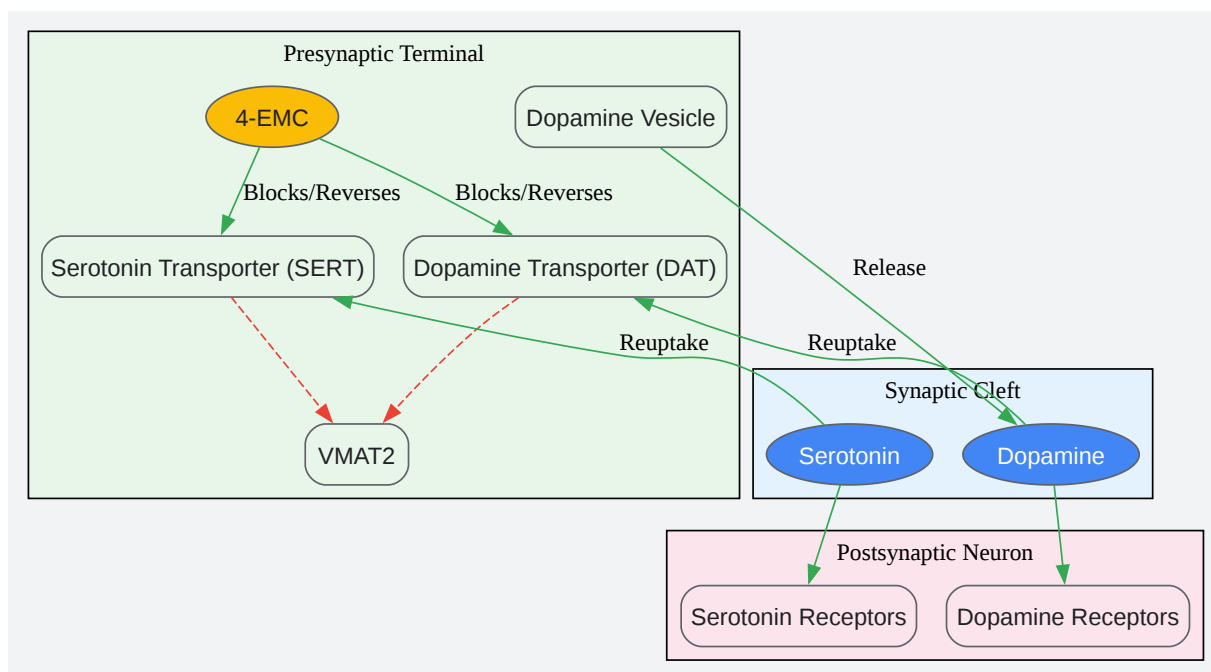 Presynaptic Terminal
4-EMC
Dopamine Vesicle
Blocks/Reverses
Blocks/Reverses
Serotonin Transporter (SERT)
Dopamine Transporter (DAT)
Release
Reuptake
Reuptake
Synaptic Cleft
VMAT2
Serotonin
Dopamine
Postsynaptic Neuron
Serotonin Receptors
Dopamine Receptors